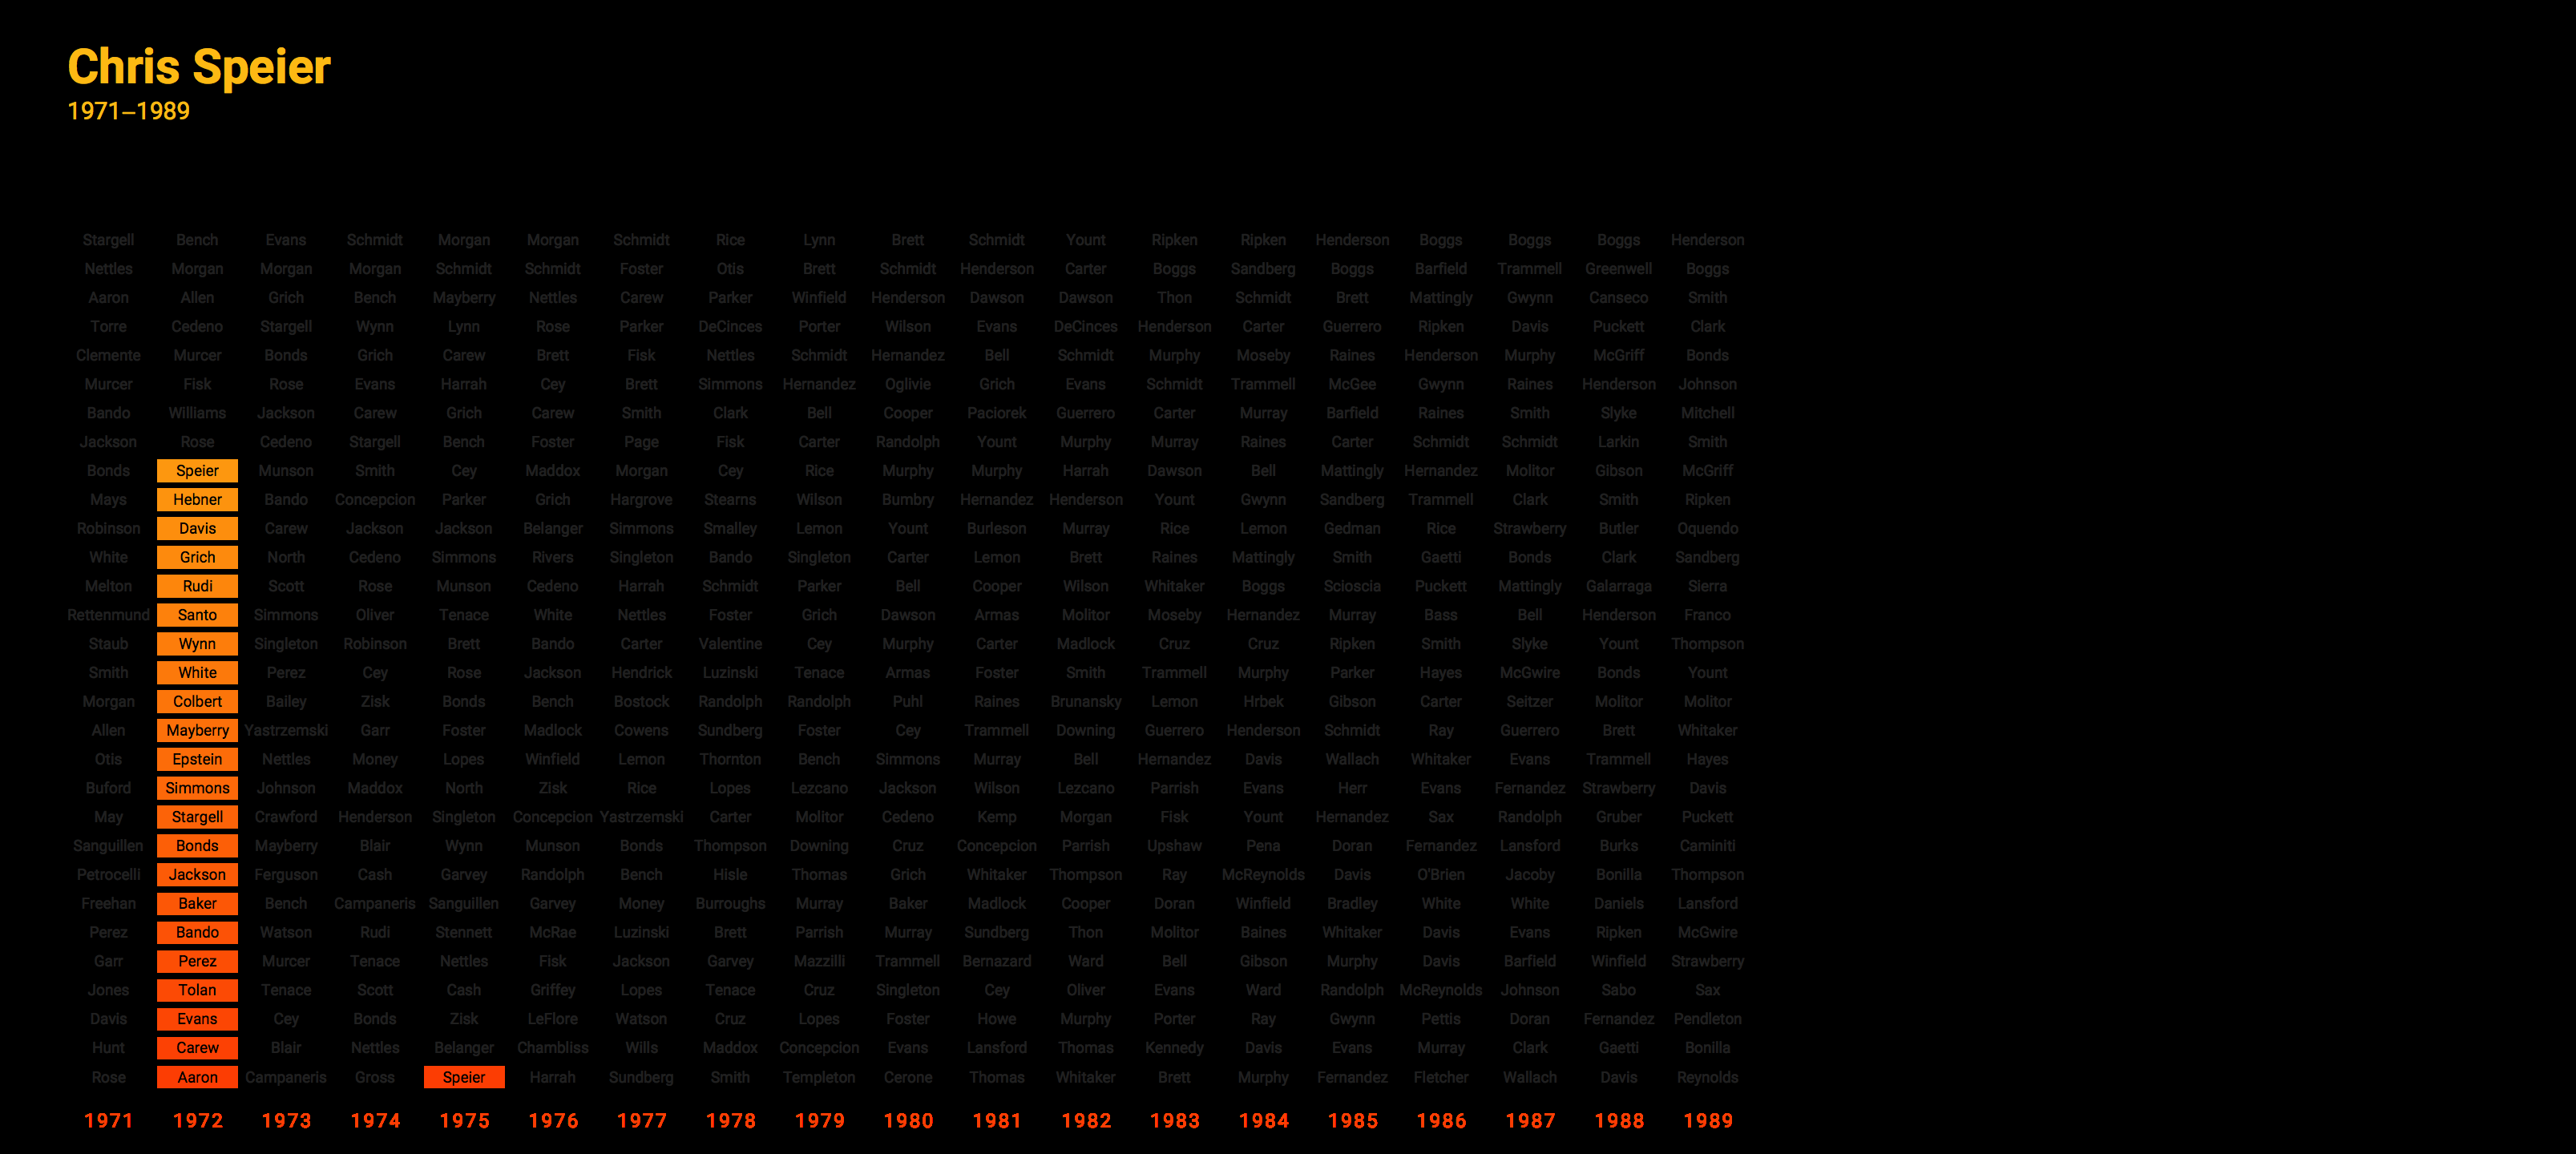 Chris Speier
1971–1989
Stargell Bench Evans Schmidt Morgan Morgan Schmidt Rice Lynn Brett Schmidt Yount Ripken Ripken Henderson Boggs Boggs Boggs Henderson
Nettles Morgan Morgan Morgan Schmidt Schmidt Foster Otis Brett Schmidt Henderson Carter Boggs Sandberg Boggs Barfield Trammell Greenwell Boggs
Aaron Allen Grich Bench Mayberry Nettles Carew Parker Winfield Henderson Dawson Dawson Thon Schmidt Brett Mattingly Gwynn Canseco Smith
Torre Cedeno Stargell Wynn Lynn Rose Parker DeCinces Porter Wilson Evans DeCinces Henderson Carter Guerrero Ripken Davis Puckett Clark
Clemente Murcer Bonds Grich Carew Brett Fisk Nettles Schmidt Hernandez Bell Schmidt Murphy Moseby Raines Henderson Murphy McGriff Bonds
Murcer Fisk Rose Evans Harrah Cey Brett Simmons Hernandez Oglivie Grich Evans Schmidt Trammell McGee Gwynn Raines Henderson Johnson
Bando Williams Jackson Carew Grich Carew Smith Clark Bell Cooper Paciorek Guerrero Carter Murray Barfield Raines Smith Slyke Mitchell
Jackson Rose Cedeno Stargell Bench Foster Page Fisk Carter Randolph Yount Murphy Murray Raines Carter Schmidt Schmidt Larkin Smith
Bonds Speier Munson Smith Cey Maddox Morgan Cey Rice Murphy Murphy Harrah Dawson Bell Mattingly Hernandez Molitor Gibson McGriff
Mays Hebner Bando Concepcion Parker Grich Hargrove Stearns Wilson Bumbry Hernandez Henderson Yount Gwynn Sandberg Trammell Clark Smith Ripken
Robinson Davis Carew Jackson Jackson Belanger Simmons Smalley Lemon Yount Burleson Murray Rice Lemon Gedman Rice Strawberry Butler Oquendo
White Grich North Cedeno Simmons Rivers Singleton Bando Singleton Carter Lemon Brett Raines Mattingly Smith Gaetti Bonds Clark Sandberg
Melton Rudi Scott Rose Munson Cedeno Harrah Schmidt Parker Bell Cooper Wilson Whitaker Boggs Scioscia Puckett Mattingly Galarraga Sierra
Rettenmund Santo Simmons Oliver Tenace White Nettles Foster Grich Dawson Armas Molitor Moseby Hernandez Murray Bass Bell Henderson Franco
Staub Wynn Singleton Robinson Brett Bando Carter Valentine Cey Murphy Carter Madlock Cruz Cruz Ripken Smith Slyke Yount Thompson
Smith White Perez Cey Rose Jackson Hendrick Luzinski Tenace Armas Foster Smith Trammell Murphy Parker Hayes McGwire Bonds Yount
Morgan Colbert Bailey Zisk Bonds Bench Bostock Randolph Randolph Puhl Raines Brunansky Lemon Hrbek Gibson Carter Seitzer Molitor Molitor
Allen Mayberry Yastrzemski Garr Foster Madlock Cowens Sundberg Foster Cey Trammell Downing Guerrero Henderson Schmidt Ray Guerrero Brett Whitaker
Otis Epstein Nettles Money Lopes Winfield Lemon Thornton Bench Simmons Murray Bell Hernandez Davis Wallach Whitaker Evans Trammell Hayes
Buford Simmons Johnson Maddox North Zisk Rice Lopes Lezcano Jackson Wilson Lezcano Parrish Evans Herr Evans Fernandez Strawberry Davis
May Stargell Crawford Henderson Singleton Concepcion Yastrzemski Carter Molitor Cedeno Kemp Morgan Fisk Yount Hernandez Sax Randolph Gruber Puckett
Sanguillen Bonds Mayberry Blair Wynn Munson Bonds Thompson Downing Cruz Concepcion Parrish Upshaw Pena Doran Fernandez Lansford Burks Caminiti
Petrocelli Jackson Ferguson Cash Garvey Randolph Bench Hisle Thomas Grich Whitaker Thompson Ray McReynolds Davis O'Brien Jacoby Bonilla Thompson
Freehan Baker Bench Campaneris Sanguillen Garvey Money Burroughs Murray Baker Madlock Cooper Doran Winfield Bradley White White Daniels Lansford
Perez Bando Watson Rudi Stennett McRae Luzinski Brett Parrish Murray Sundberg Thon Molitor Baines Whitaker Davis Evans Ripken McGwire
Garr Perez Murcer Tenace Nettles Fisk Jackson Garvey Mazzilli Trammell Bernazard Ward Bell Gibson Murphy Davis Barfield Winfield Strawberry
Jones Tolan Tenace Scott Cash Griffey Lopes Tenace Cruz Singleton Cey Oliver Evans Ward Randolph McReynolds Johnson Sabo Sax
Davis Evans Cey Bonds Zisk LeFlore Watson Cruz Lopes Foster Howe Murphy Porter Ray Gwynn Pettis Doran Fernandez Pendleton
Hunt Carew Blair Nettles Belanger Chambliss Wills Maddox Concepcion Evans Lansford Thomas Kennedy Davis Evans Murray Clark Gaetti Bonilla
Rose Aaron Campaneris Gross Speier Harrah Sundberg Smith Templeton Cerone Thomas Whitaker Brett Murphy Fernandez Fletcher Wallach Davis Reynolds
1971 1972 1973 1974 1975 1976 1977 1978 1979 1980 1981 1982 1983 1984 1985 1986 1987 1988 1989